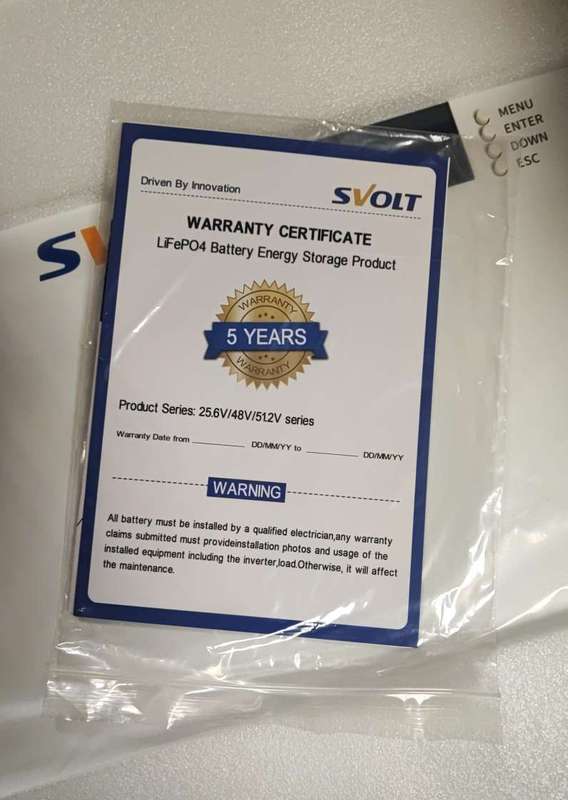 MENU
ENTER
DOWN
ESC
SV
Driven By Innovation
SVOLT
WARRANTY CERTIFICATE
LiFePO4 Battery Energy Storage Product
WARRANTY
5 YEARS
WARRANTY
Product Series: 25.6V/48V/51.2V series
Warranty Date from ____________ DD/MM/YY to ____________ DD/MM/YY
WARNING
All battery must be installed by a qualified electrician,any warranty
claims submitted must provideinstallation photos and usage of the
installed equipment including the inverter,load.Otherwise, it will affect
the maintenance.